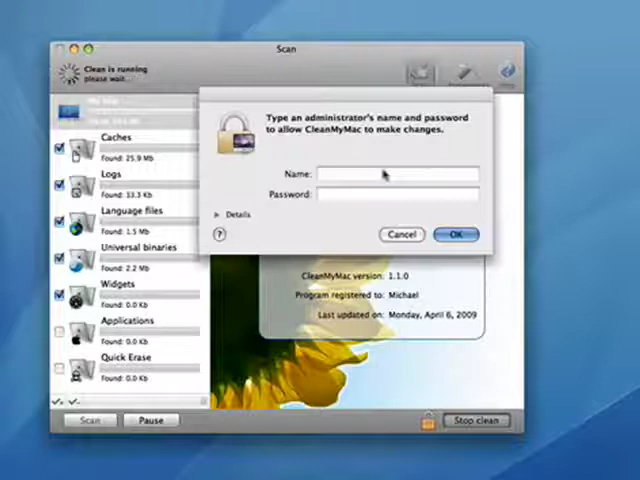 Scan
Clean is running
please wait...
Caches
Found: 25.9 Mb
Logs
Found: 33.3 Kb
Language files
Found: 1.5 Mb
Universal binaries
Found: 2.2 Mb
Widgets
Found: 0.0 Kb
Applications
Found: 0.0 Kb
Quick Erase
Found: 0.0 Kb
Type an administrator's name and password
to allow CleanMyMac to make changes.
Name:
Password:
Details
?
Cancel
OK
CleanMyMac version: 1.1.0
Program registered to: Michael
Last updated on: Monday, April 6, 2009
Scan
Pause
Stop clean